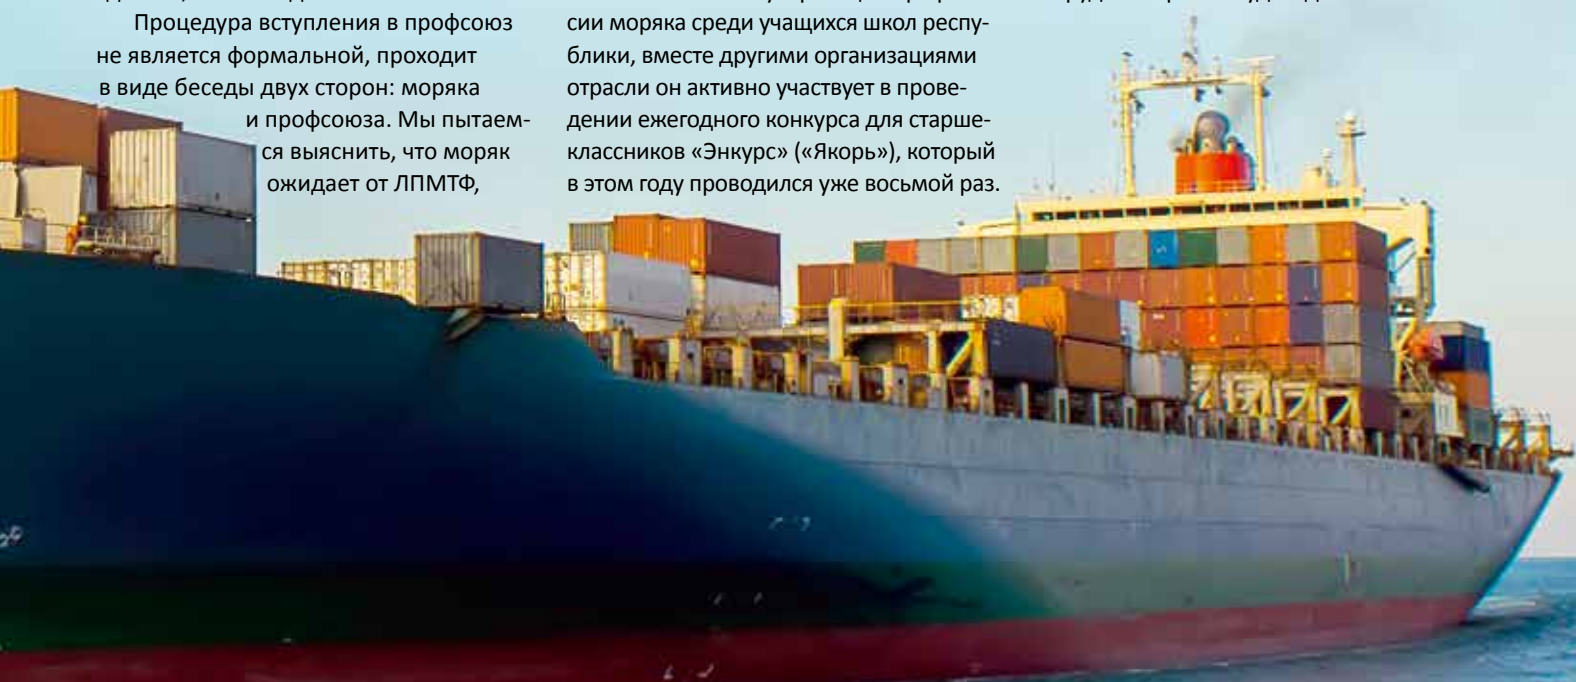 Процедура вступления в профсоюз
не является формальной, проходит
в виде беседы двух сторон: моряка
и профсоюза. Мы пытаем-
ся выяснить, что моряк
ожидает от ЛПМТФ,
сии моряка среди учащихся школ респу-
блики, вместе другими организациями
отрасли он активно участвует в прове-
дении ежегодного конкурса для старше-
классников «Энкурс» («Якорь»), который
в этом году проводился уже восьмой раз.